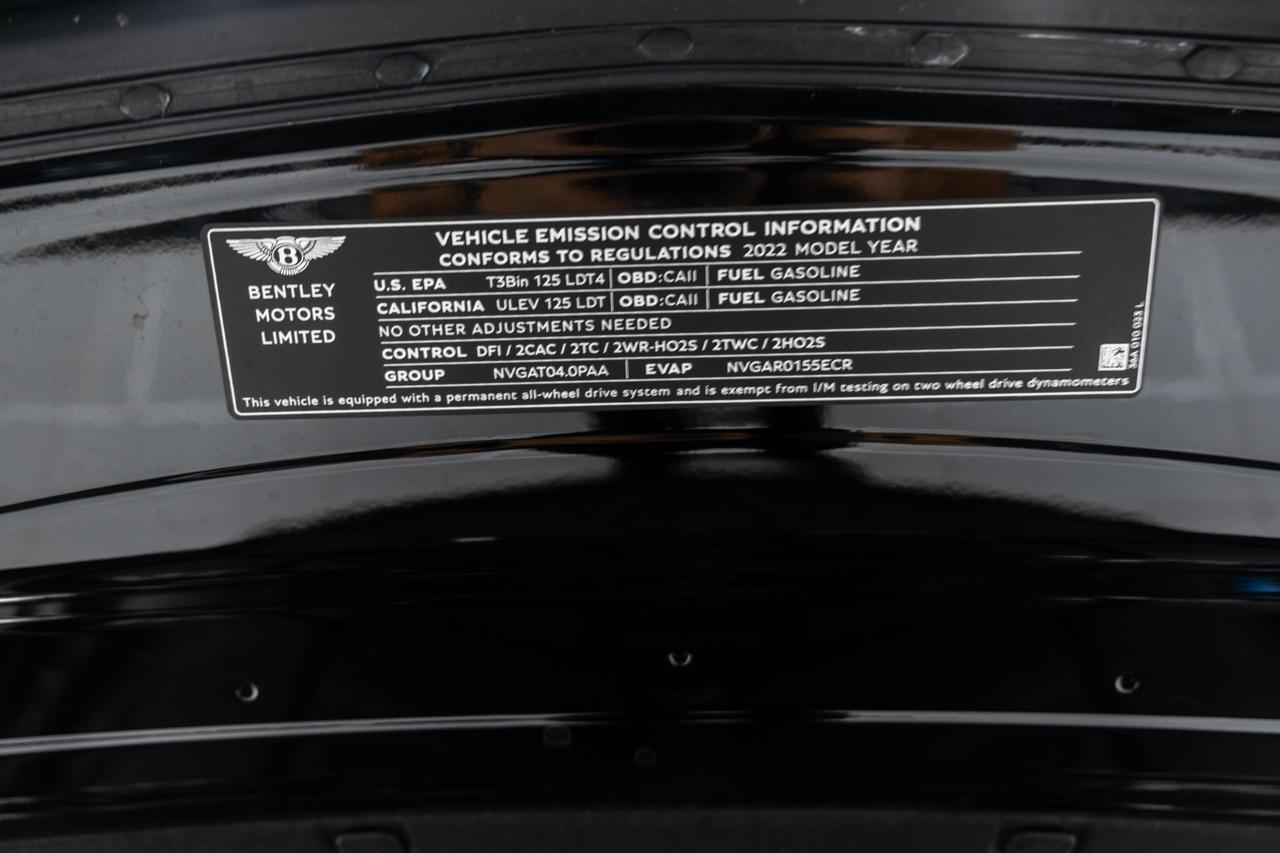 VEHICLE EMISSION CONTROL INFORMATION
CONFORMS TO REGULATIONS 2022 MODEL YEAR
B
BENTLEY
MOTORS
LIMITED
U.S. EPA T3Bin 125 LDT4 OBD:CAII FUEL GASOLINE
CALIFORNIA ULEV 125 LDT OBD:CAII FUEL GASOLINE
NO OTHER ADJUSTMENTS NEEDED
CONTROL DFI / 2CAC / 2TC / 2WR-HO2S / 2TWC / 2HO2S
GROUP NVGAT04.0PAA EVAP NVGAR0155ECR
This vehicle is equipped with a permanent all-wheel drive system and is exempt from I/M testing on two wheel drive dynamometers